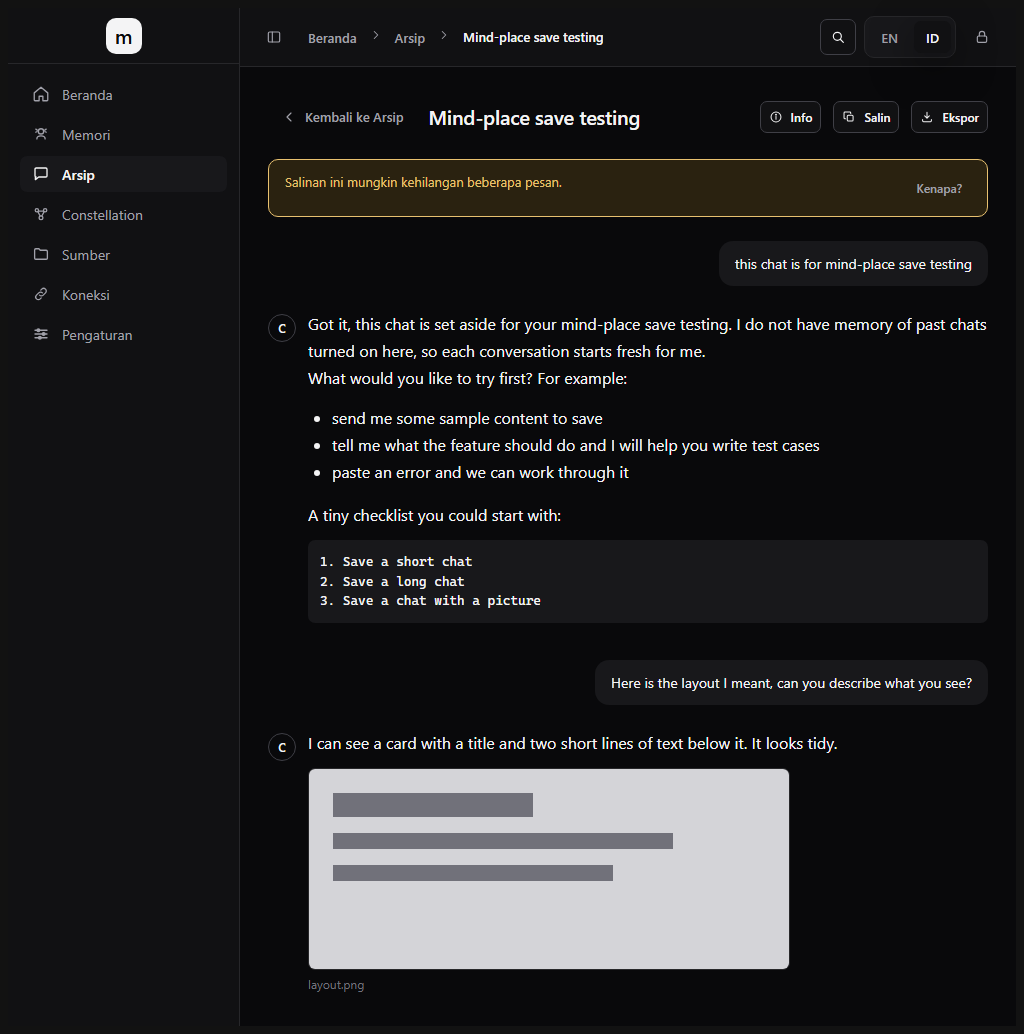 m
Beranda
Memori
Arsip
Constellation
Sumber
Koneksi
Pengaturan
Beranda > Arsip > Mind-place save testing
EN ID
Kembali ke Arsip
Mind-place save testing
Info
Salin
Ekspor
Salinan ini mungkin kehilangan beberapa pesan.
Kenapa?
this chat is for mind-place save testing
C
Got it, this chat is set aside for your mind-place save testing. I do not have memory of past chats
turned on here, so each conversation starts fresh for me.
What would you like to try first? For example:
• send me some sample content to save
• tell me what the feature should do and I will help you write test cases
• paste an error and we can work through it
A tiny checklist you could start with:
1. Save a short chat
2. Save a long chat
3. Save a chat with a picture
Here is the layout I meant, can you describe what you see?
C
I can see a card with a title and two short lines of text below it. It looks tidy.
layout.png